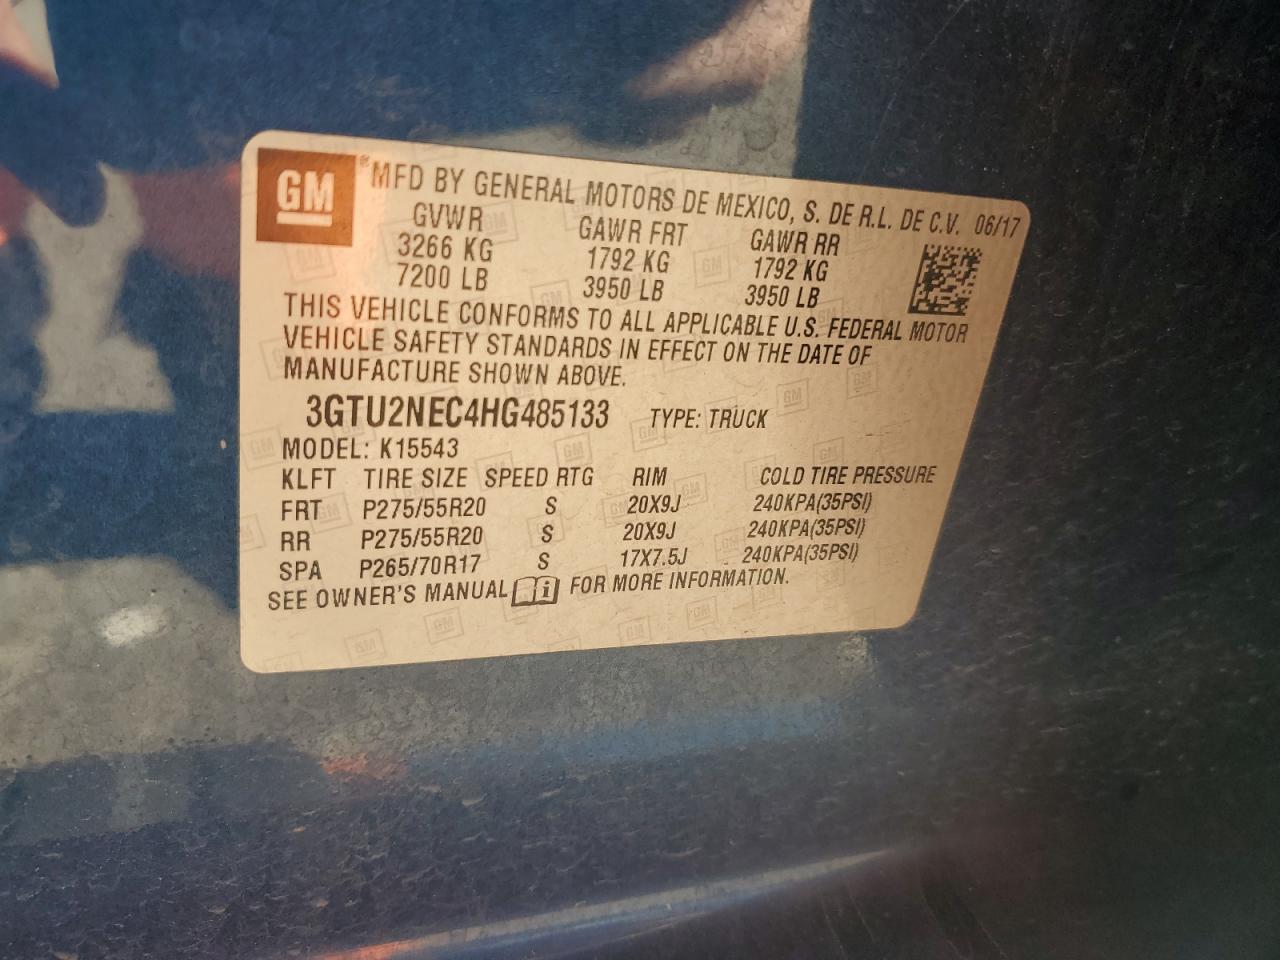 GM ® MFD BY GENERAL MOTORS DE MEXICO, S. DE R.L. DE C.V. 06/17
GVWR GAWR FRT GAWR RR
3266 KG 1792 KG 1792 KG
7200 LB 3950 LB 3950 LB
THIS VEHICLE CONFORMS TO ALL APPLICABLE U.S. FEDERAL MOTOR
VEHICLE SAFETY STANDARDS IN EFFECT ON THE DATE OF
MANUFACTURE SHOWN ABOVE.
3GTU2NEC4HG485133 TYPE: TRUCK
MODEL: K15543
KLFT TIRE SIZE SPEED RTG RIM COLD TIRE PRESSURE
FRT P275/55R20 S 20X9J 240KPA(35PSI)
RR P275/55R20 S 20X9J 240KPA(35PSI)
SPA P265/70R17 S 17X7.5J 240KPA(35PSI)
SEE OWNER'S MANUAL i FOR MORE INFORMATION.